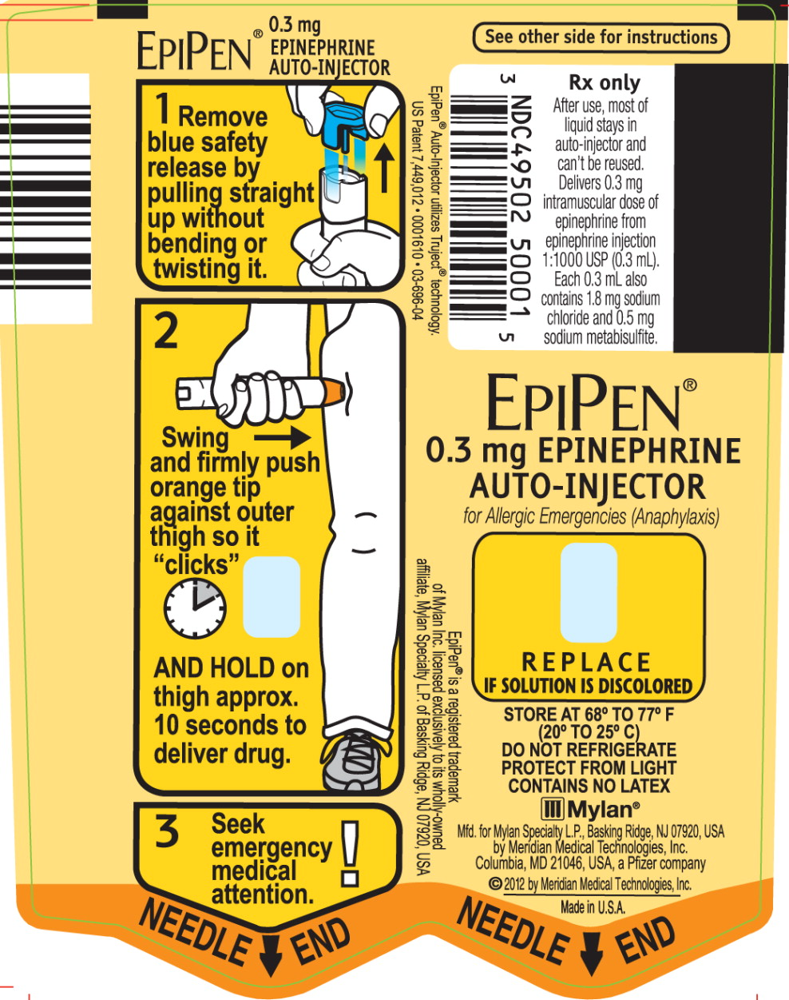 EPIPEN®
0.3 mg
EPINEPHRINE
AUTO-INJECTOR
1 Remove
blue safety
release by
pulling straight
up without
bending or
twisting it.
2
Swing
and firmly push
orange tip
against outer
thigh so it
“clicks”
AND HOLD on
thigh approx.
10 seconds to
deliver drug.
3 Seek
emergency
medical
attention.
!
NEEDLE END
EpiPen® Auto-Injector utilizes Truject® technology.
US Patent 7,449,012 • 0001610 • 03-696-04
EpiPen® is a registered trademark
of Mylan Inc. licensed exclusively to its wholly-owned
affiliate, Mylan Specialty L.P. of Basking Ridge, NJ 07920, USA
See other side for instructions
3 NDC49502 50001 5
Rx only
After use, most of
liquid stays in
auto-injector and
can't be reused.
Delivers 0.3 mg
intramuscular dose of
epinephrine from
epinephrine injection
1:1000 USP (0.3 mL).
Each 0.3 mL also
contains 1.8 mg sodium
chloride and 0.5 mg
sodium metabisulfite.
EPIPEN®
0.3 mg EPINEPHRINE
AUTO-INJECTOR
for Allergic Emergencies (Anaphylaxis)
REPLACE
IF SOLUTION IS DISCOLORED
STORE AT 68º TO 77º F
(20º TO 25º C)
DO NOT REFRIGERATE
PROTECT FROM LIGHT
CONTAINS NO LATEX
Mylan®
Mfd. for Mylan Specialty L.P., Basking Ridge, NJ 07920, USA
by Meridian Medical Technologies, Inc.
Columbia, MD 21046, USA, a Pfizer company
© 2012 by Meridian Medical Technologies, Inc.
Made in U.S.A.
NEEDLE END